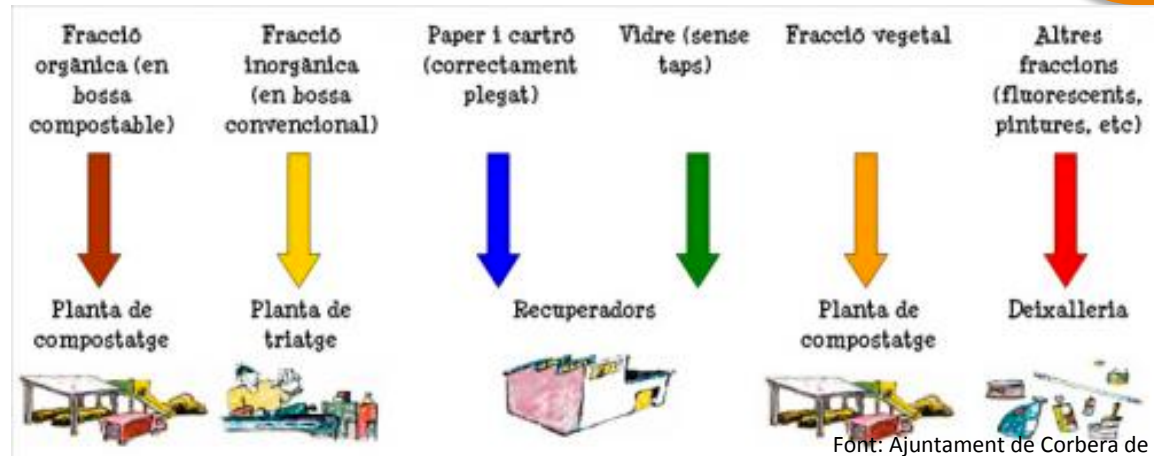 Fracció
orgànica (en
bossa
compostable)
Fracció
inorgànica
(en bossa
convencional)
Paper i cartró
(correctament
plegat)
Vidre (sense
taps)
Fracció vegetal
Altres
fraccions
(fluorescents,
pintures, etc)
Planta de
compostatge
Planta de
triatge
Recuperadors
Planta de
compostatge
Deixalleria
Font: Ajuntament de Corbera de